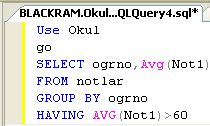 BLACKRAM.Okul...QLQuery4.sql*
Use Okul
go
SELECT ogrno,Avg(Not1)
FROM notlar
GROUP BY ogrno
HAVING AVG(Not1)>60